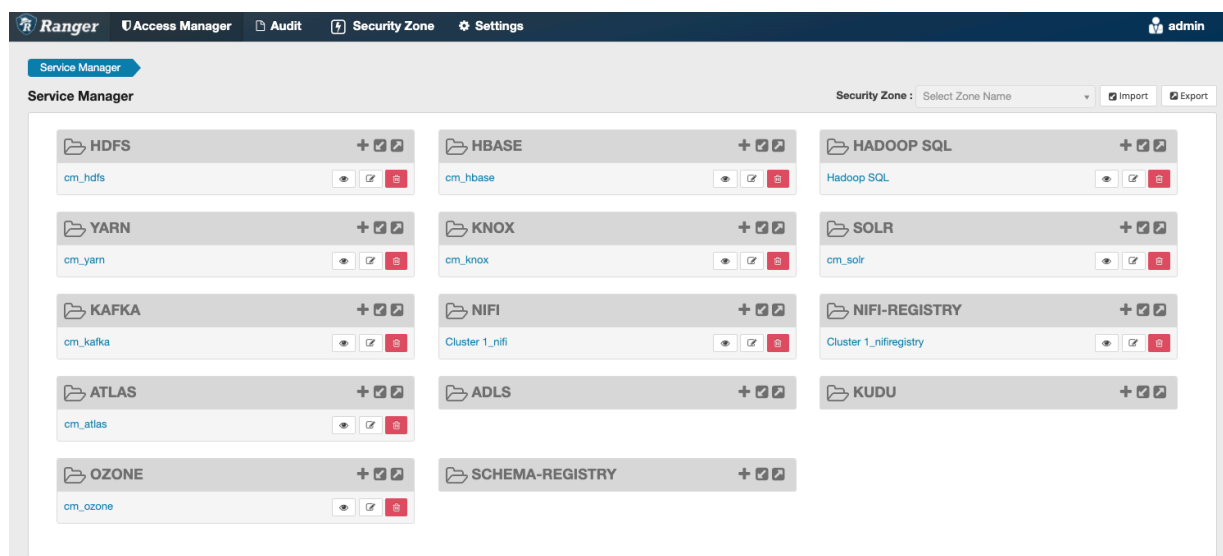 Ranger Access Manager Audit Security Zone Settings admin
Service Manager
Service Manager Security Zone : Select Zone Name Import Export
HDFS HBASE HADOOP SQL
cm_hdfs cm_hbase Hadoop SQL
YARN KNOX SOLR
cm_yarn cm_knox cm_solr
KAFKA NIFI NIFI-REGISTRY
cm_kafka Cluster 1_nifi Cluster 1_nifiregistry
ATLAS ADLS KUDU
cm_atlas
OZONE SCHEMA-REGISTRY
cm_ozone